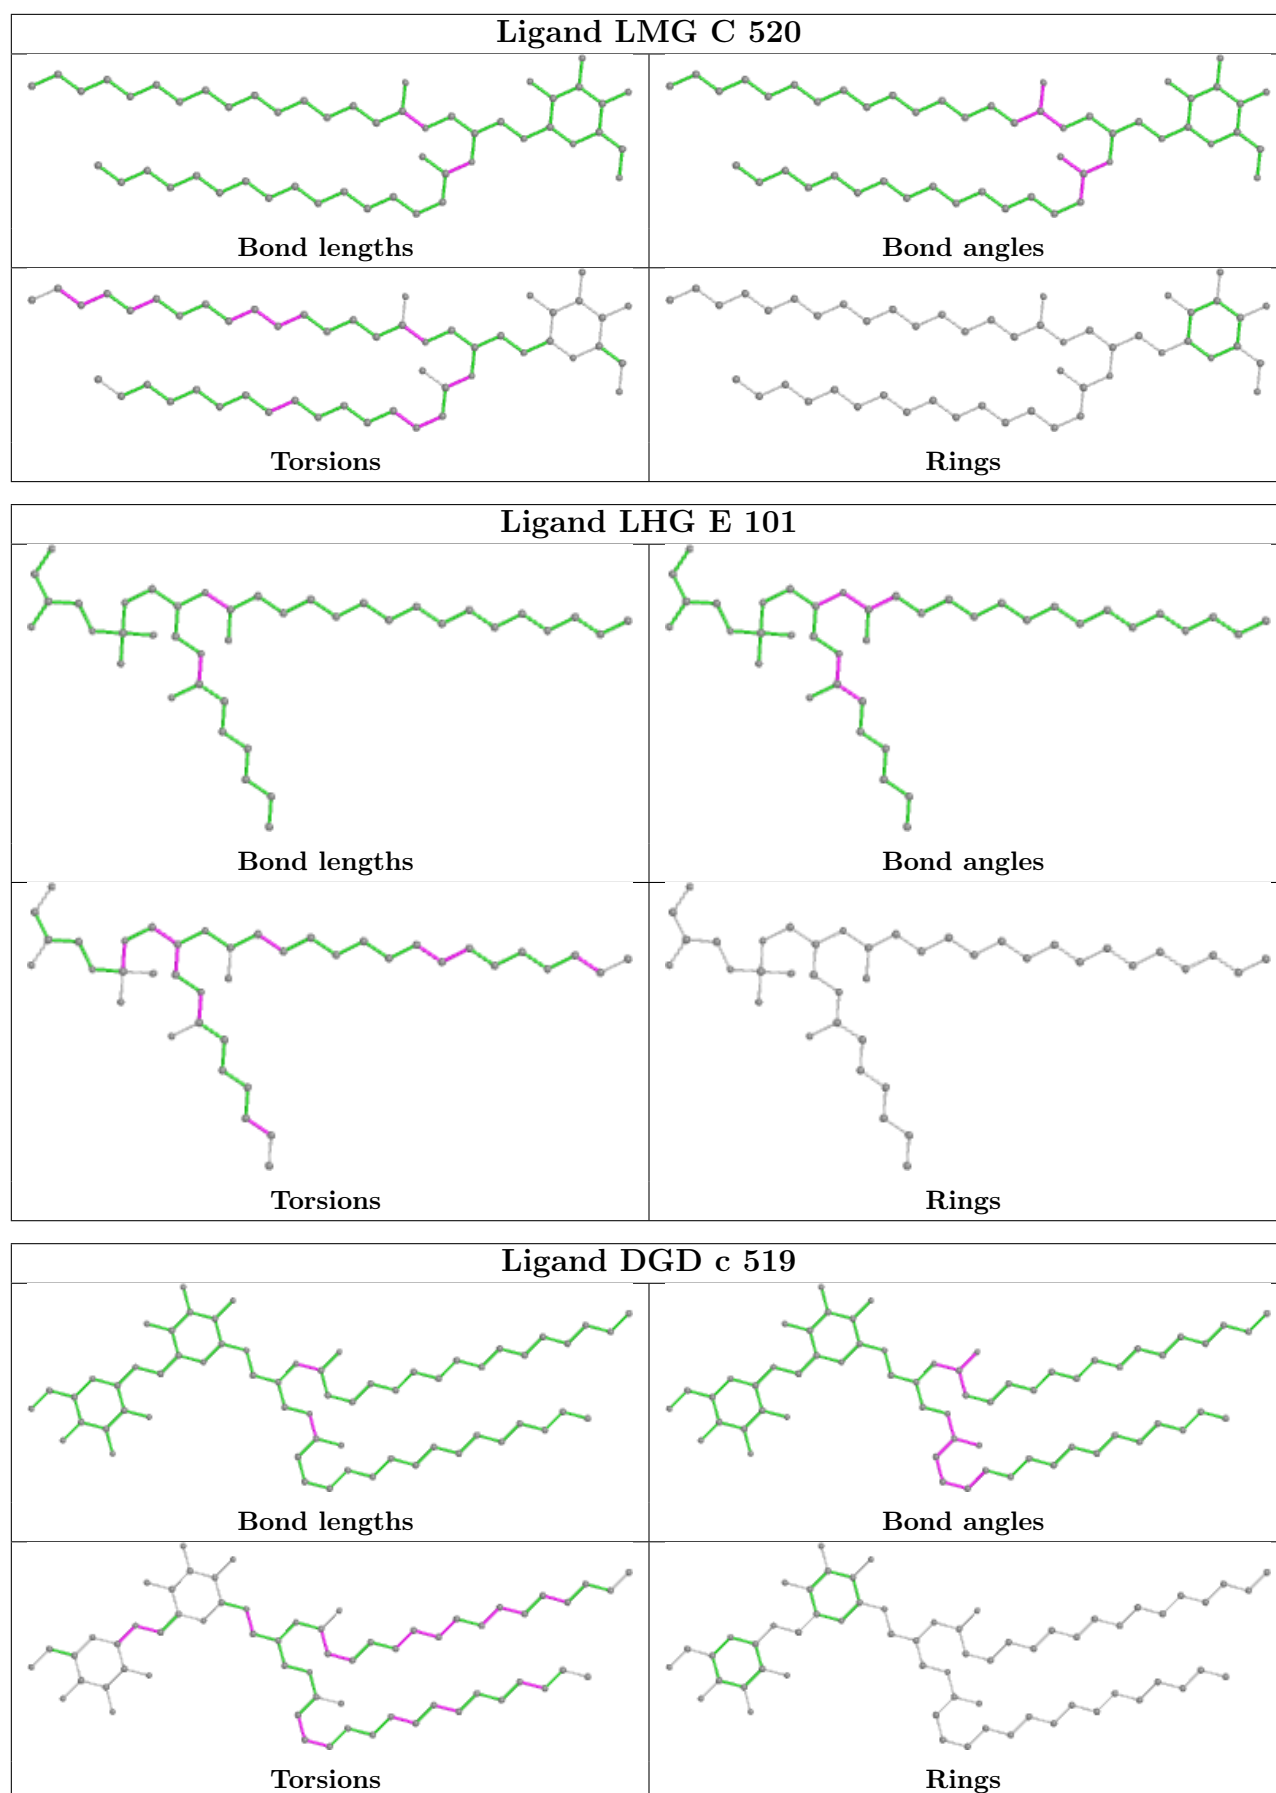 Ligand LMG C 520
Bond lengths
Bond angles
Torsions
Rings
Ligand LHG E 101
Bond lengths
Bond angles
Torsions
Rings
Ligand DGD c 519
Bond lengths
Bond angles
Torsions
Rings